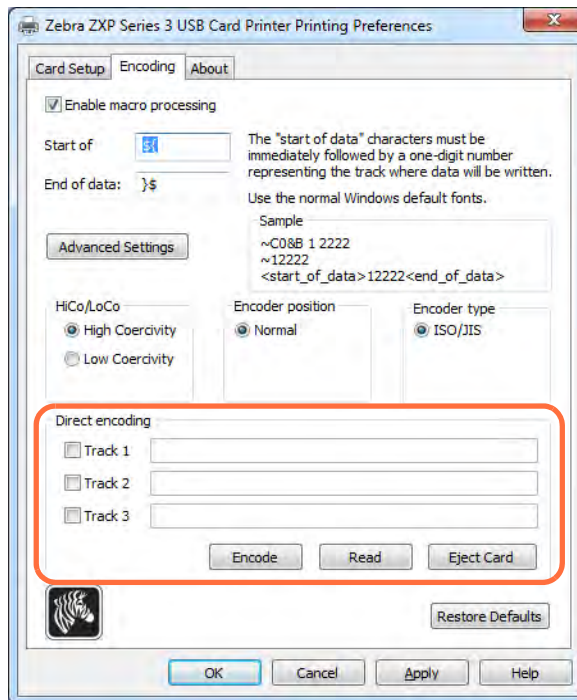 Zebra ZXP Series 3 USB Card Printer Printing Preferences
Card Setup Encoding About
Enable macro processing
Start of ${
End of data: }$
The "start of data" characters must be
immediately followed by a one-digit number
representing the track where data will be written.
Use the normal Windows default fonts.
Advanced Settings
Sample
~C0&B 1 2222
~12222
<start_of_data>12222<end_of_data>
HiCo/LoCo
High Coercivity
Low Coercivity
Encoder position
Normal
Encoder type
ISO/JIS
Direct encoding
Track 1
Track 2
Track 3
Encode Read Eject Card
Restore Defaults
OK Cancel Apply Help